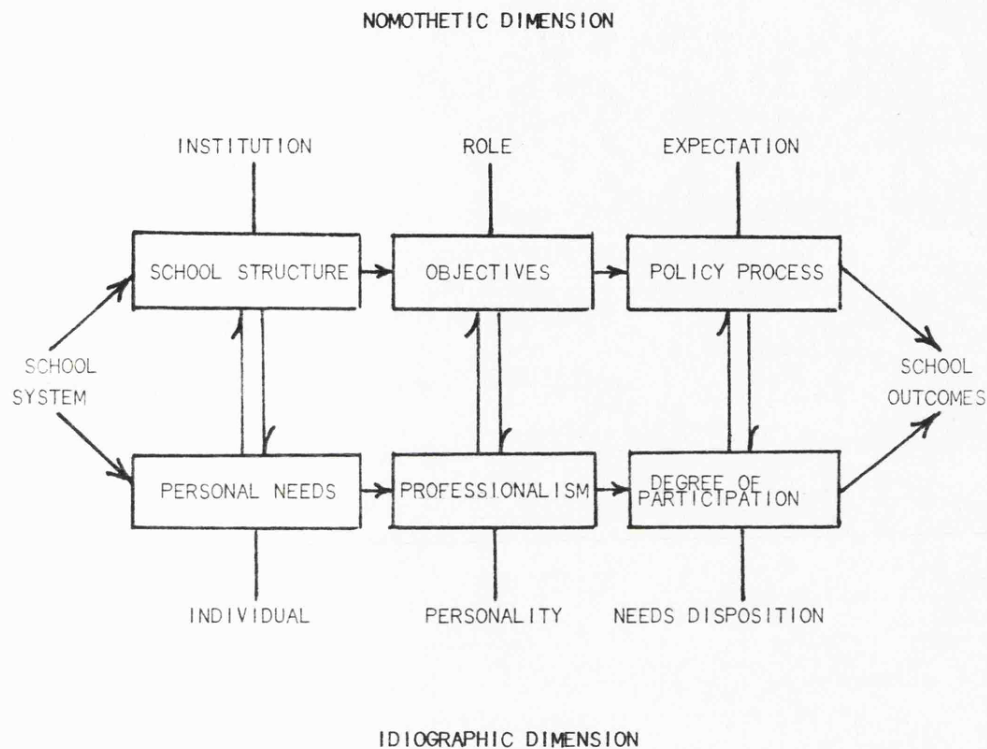 NOMOTHETIC DIMENSION
INSTITUTION
ROLE
EXPECTATION
SCHOOL STRUCTURE
OBJECTIVES
POLICY PROCESS
SCHOOL
SYSTEM
SCHOOL
OUTCOMES
PERSONAL NEEDS
PROFESSIONALISM
DEGREE OF
PARTICIPATION
INDIVIDUAL
PERSONALITY
NEEDS DISPOSITION
IDIOGRAPHIC DIMENSION